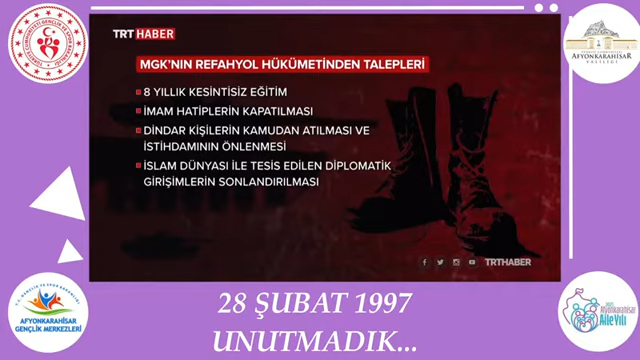 TRT HABER
MGK'NIN REFAHYOL HÜKÜMETİNDEN TALEPLERİ
8 YILLIK KESİNTİSİZ EĞİTİM
İMAM HATİPLERİN KAPATILMASI
DİNDAR KİŞİLERİN KAMUDAN ATILMASI VE
İSTİHDAMININ ÖNLENMESİ
İSLAM DÜNYASI İLE TESİS EDİLEN DİPLOMATİK
GİRİŞİMLERİN SONLANDIRILMASI
TRTHABER
AFYONKARAHİSAR
VALİLİĞİ
AFYONKARAHİSAR
GENÇLİK MERKEZLERİ
28 ŞUBAT 1997
UNUTMADIK...
Afyonkarahisar
Aile Yılı